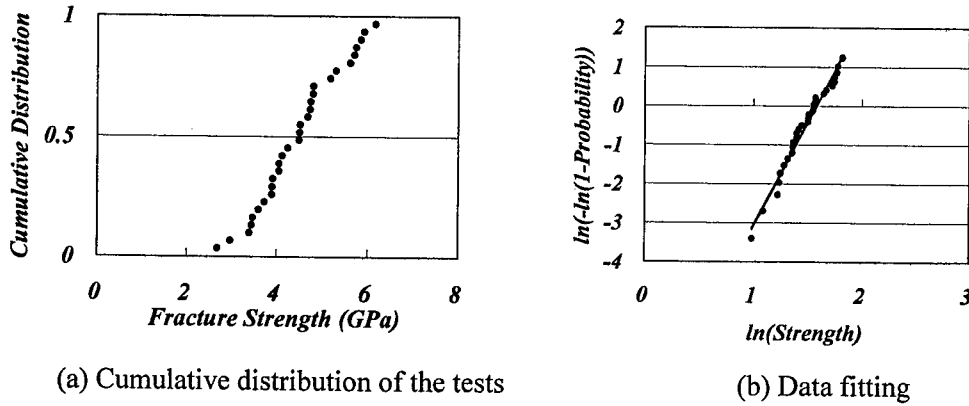 1
0.5
0
Cumulative Distribution
0 2 4 6 8
Fracture Strength (GPa)
(a) Cumulative distribution of the tests
2
1
0
-1
-2
-3
-4
ln(-ln(1-Probability))
0 1 2 3
ln(Strength)
(b) Data fitting